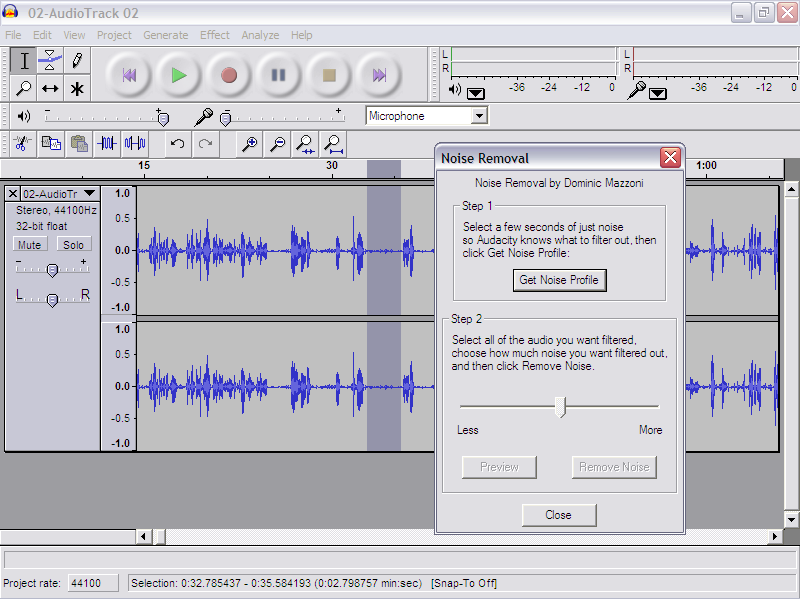 02-AudioTrack 02
File Edit View Project Generate Effect Analyze Help
L
R
-36 -24 -12 0
L
R
-36 -24 -12 0
- + - +
Microphone
15 30 1:00
02-AudioTr
Stereo, 44100Hz
32-bit float
Mute Solo
- +
L R
1.0
0.5
0.0
-0.5
-1.0
1.0
0.5
0.0
-0.5
-1.0
Noise Removal
Noise Removal by Dominic Mazzoni
Step 1
Select a few seconds of just noise
so Audacity knows what to filter out, then
click Get Noise Profile:
Get Noise Profile
Step 2
Select all of the audio you want filtered,
choose how much noise you want filtered out,
and then click Remove Noise.
Less More
Preview Remove Noise
Close
Project rate: 44100 Selection: 0:32.785437 - 0:35.584193 (0:02.798757 min:sec) [Snap-To Off]